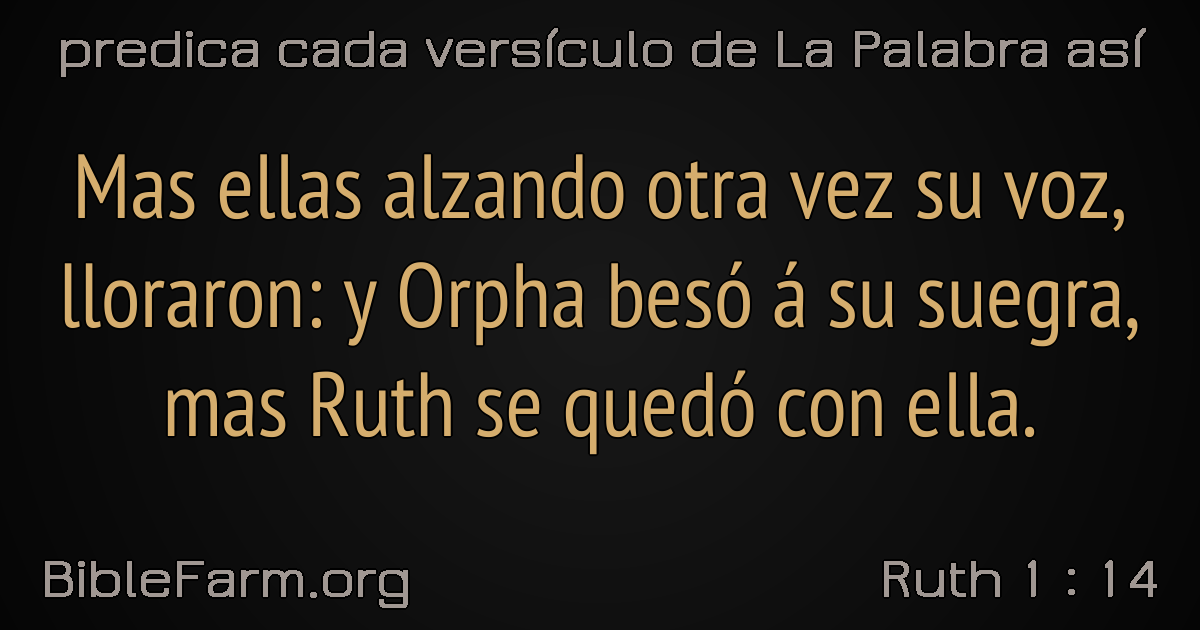 predica cada versículo de La Palabra así
Mas ellas alzando otra vez su voz,
lloraron: y Orpha besó á su suegra,
mas Ruth se quedó con ella.
BibleFarm.org
Ruth 1 : 14